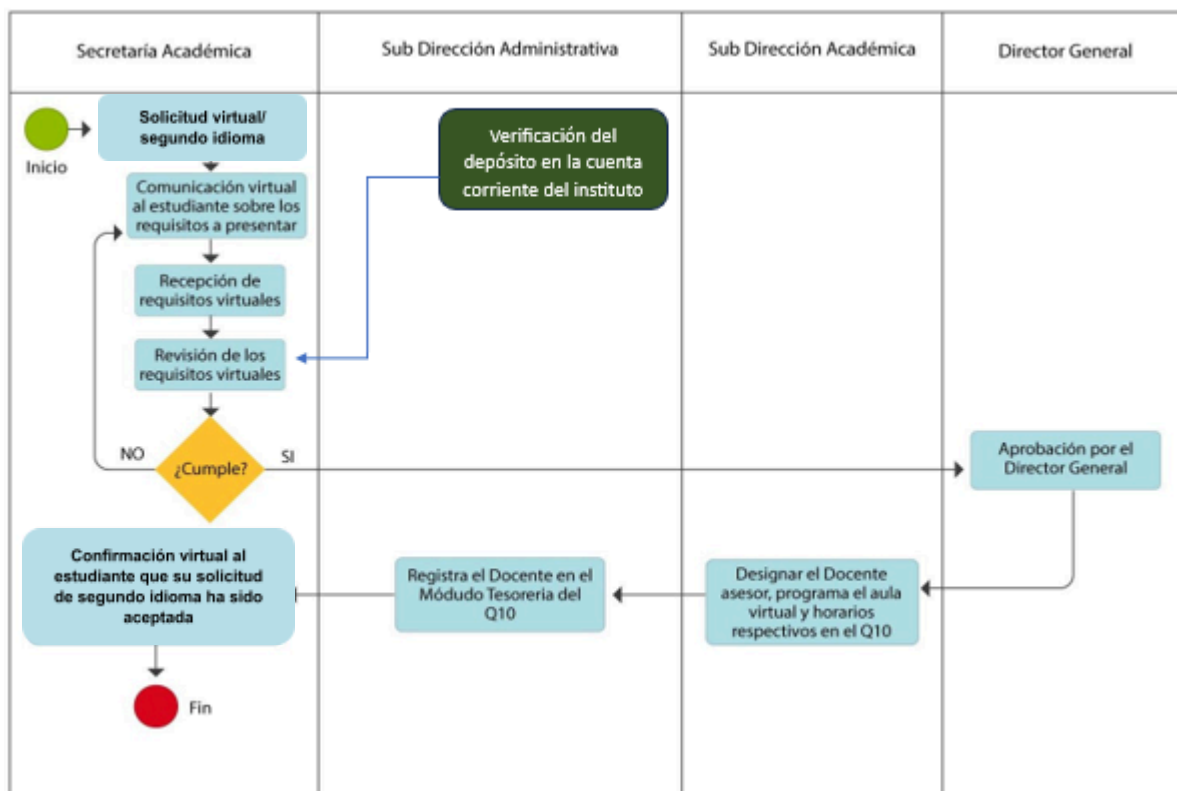 Secretaría Académica
Sub Dirección Administrativa
Sub Dirección Académica
Director General
Inicio
Solicitud virtual/
segundo idioma
Verificación del
depósito en la cuenta
corriente del instituto
Comunicación virtual
al estudiante sobre los
requisitos a presentar
Recepción de
requisitos virtuales
Revisión de los
requisitos virtuales
NO
¿Cumple?
SI
Aprobación por el
Director General
Confirmación virtual al
estudiante que su solicitud
de segundo idioma ha sido
aceptada
Registra el Docente en el
Módudo Tesoreria del
Q10
Designar el Docente
asesor, programa el aula
virtual y horarios
respectivos en el Q10
Fin